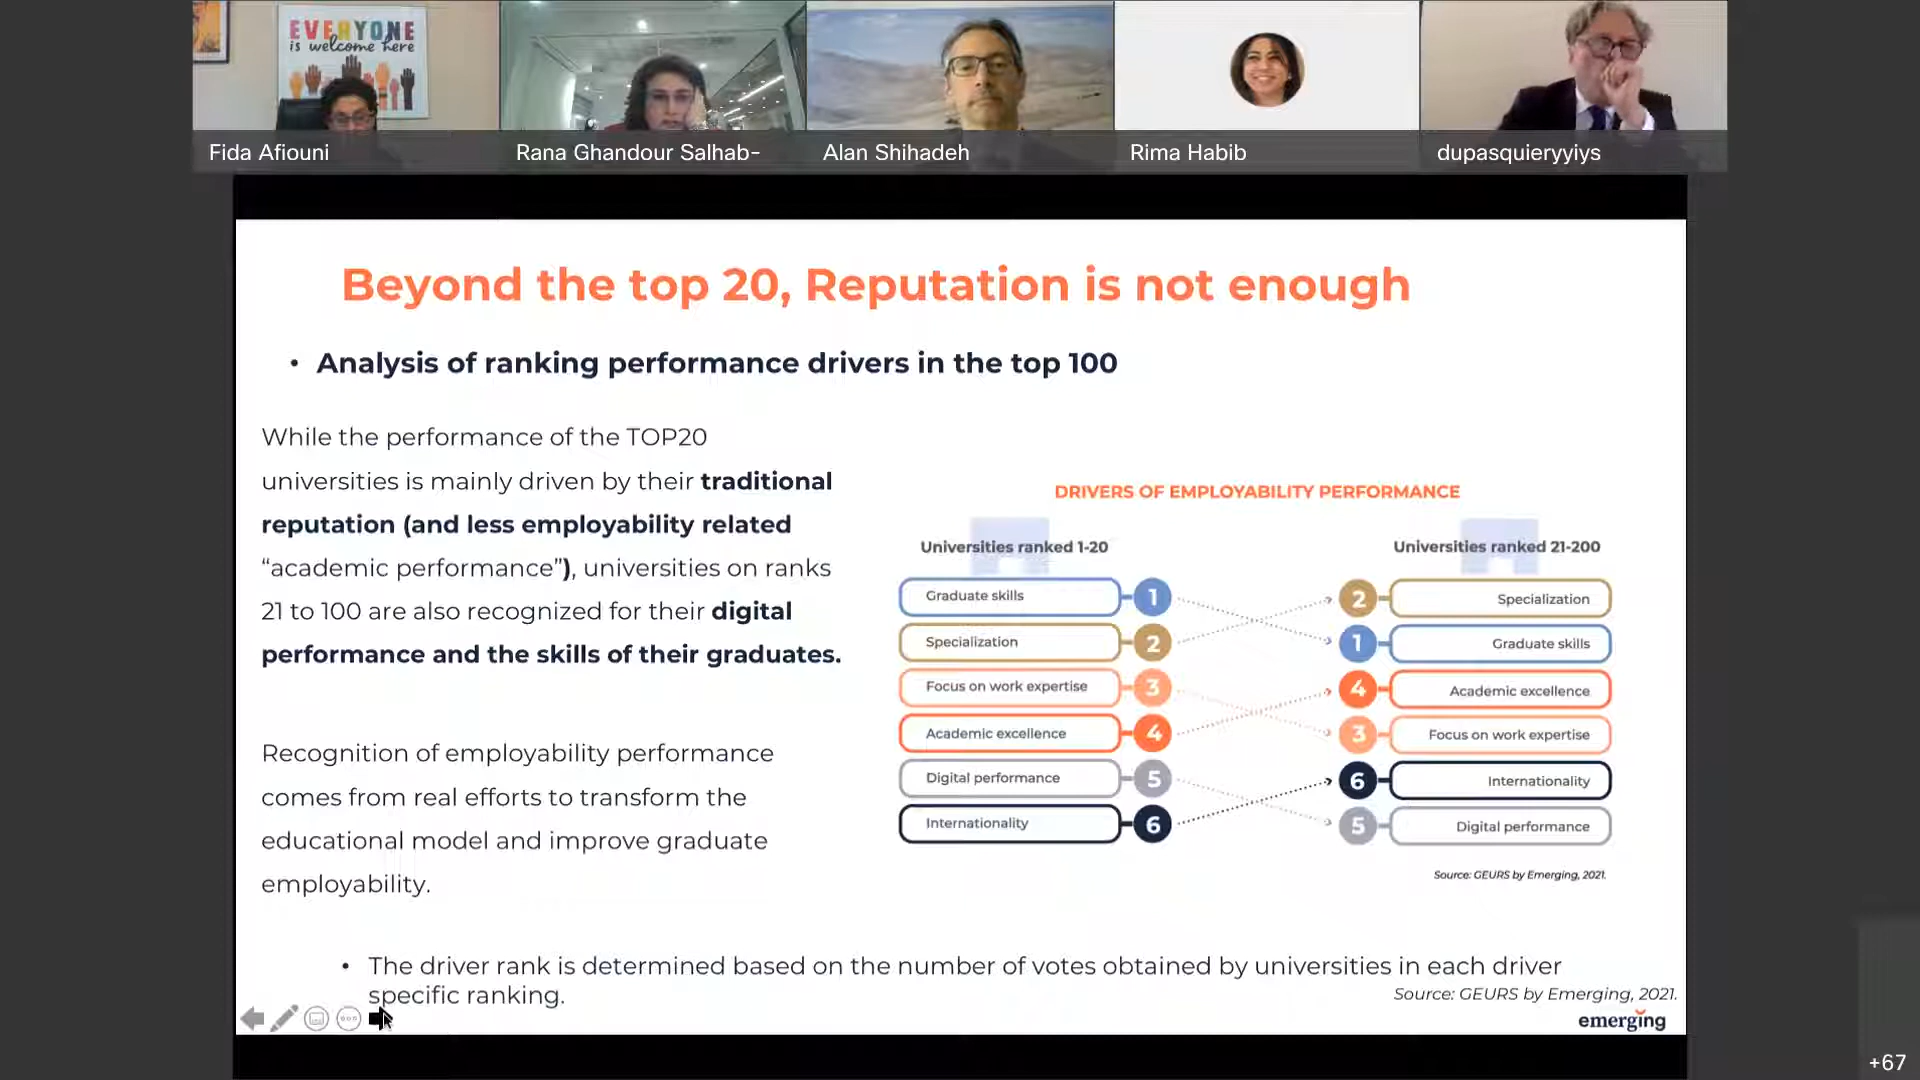 EVERYONE
is welcome here
Fida Afiouni
Rana Ghandour Salhab-
Alan Shihadeh
Rima Habib
dupasquieryyiys
Beyond the top 20, Reputation is not enough
• Analysis of ranking performance drivers in the top 100
While the performance of the TOP20
universities is mainly driven by their traditional
reputation (and less employability related
“academic performance”), universities on ranks
21 to 100 are also recognized for their digital
performance and the skills of their graduates.
Recognition of employability performance
comes from real efforts to transform the
educational model and improve graduate
employability.
DRIVERS OF EMPLOYABILITY PERFORMANCE
Universities ranked 1-20
Graduate skills 1
Specialization 2
Focus on work expertise 3
Academic excellence 4
Digital performance 5
Internationality 6
Universities ranked 21-200
2 Specialization
1 Graduate skills
4 Academic excellence
3 Focus on work expertise
6 Internationality
5 Digital performance
Source: GEURS by Emerging, 2021.
• The driver rank is determined based on the number of votes obtained by universities in each driver
specific ranking.
Source: GEURS by Emerging, 2021.
emerging
+67